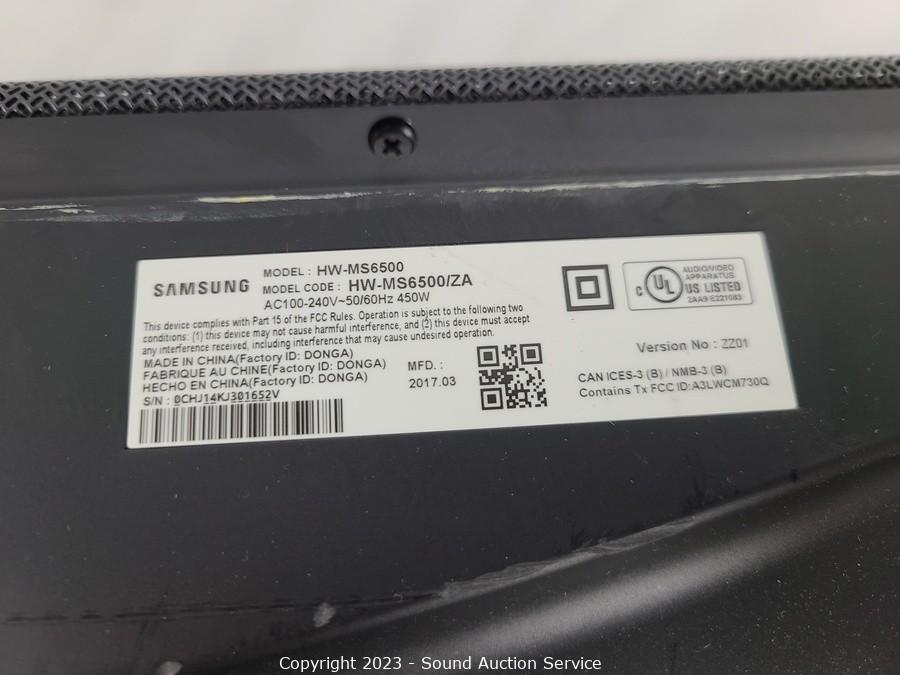 SAMSUNG
MODEL : HW-MS6500
MODEL CODE : HW-MS6500/ZA
AC100-240V~50/60Hz 450W
This device complies with Part 15 of the FCC Rules. Operation is subject to the following two
conditions: (1) this device may not cause harmful interference, and (2) this device must accept
any interference received, including interference that may cause undesired operation.
MADE IN CHINA(Factory ID: DONGA)
FABRIQUE AU CHINE(Factory ID: DONGA)
HECHO EN CHINA(Factory ID: DONGA)
S/N : 0CHJ14KJ301652V
MFD. :
2017.03
C UL US LISTED
AUDIO/VIDEO
APPARATUS
2AA9 E221083
Version No : ZZ01
CAN ICES-3 (B) / NMB-3 (B)
Contains Tx FCC ID:A3LWCM730Q
Copyright 2023 - Sound Auction Service